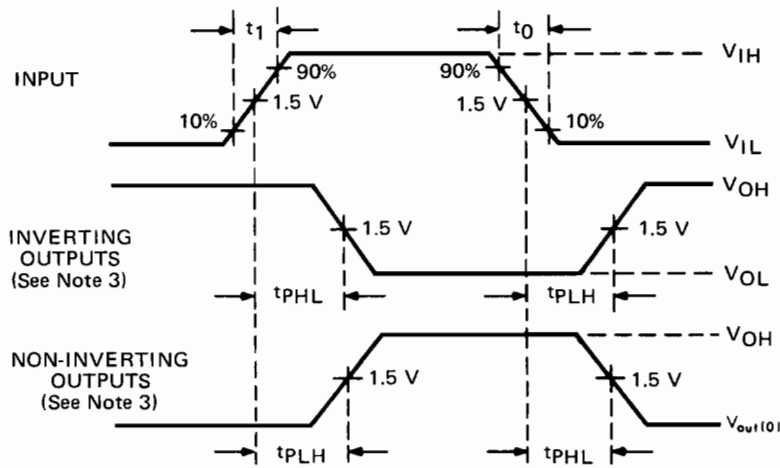 t1
t0
INPUT
90%
90%
VIH
1.5 V
1.5 V
10%
10%
VIL
VOH
INVERTING
OUTPUTS
(See Note 3)
1.5 V
1.5 V
tPHL
tPLH
VOL
NON-INVERTING
OUTPUTS
(See Note 3)
VOH
1.5 V
1.5 V
Vout(0)
tPLH
tPHL